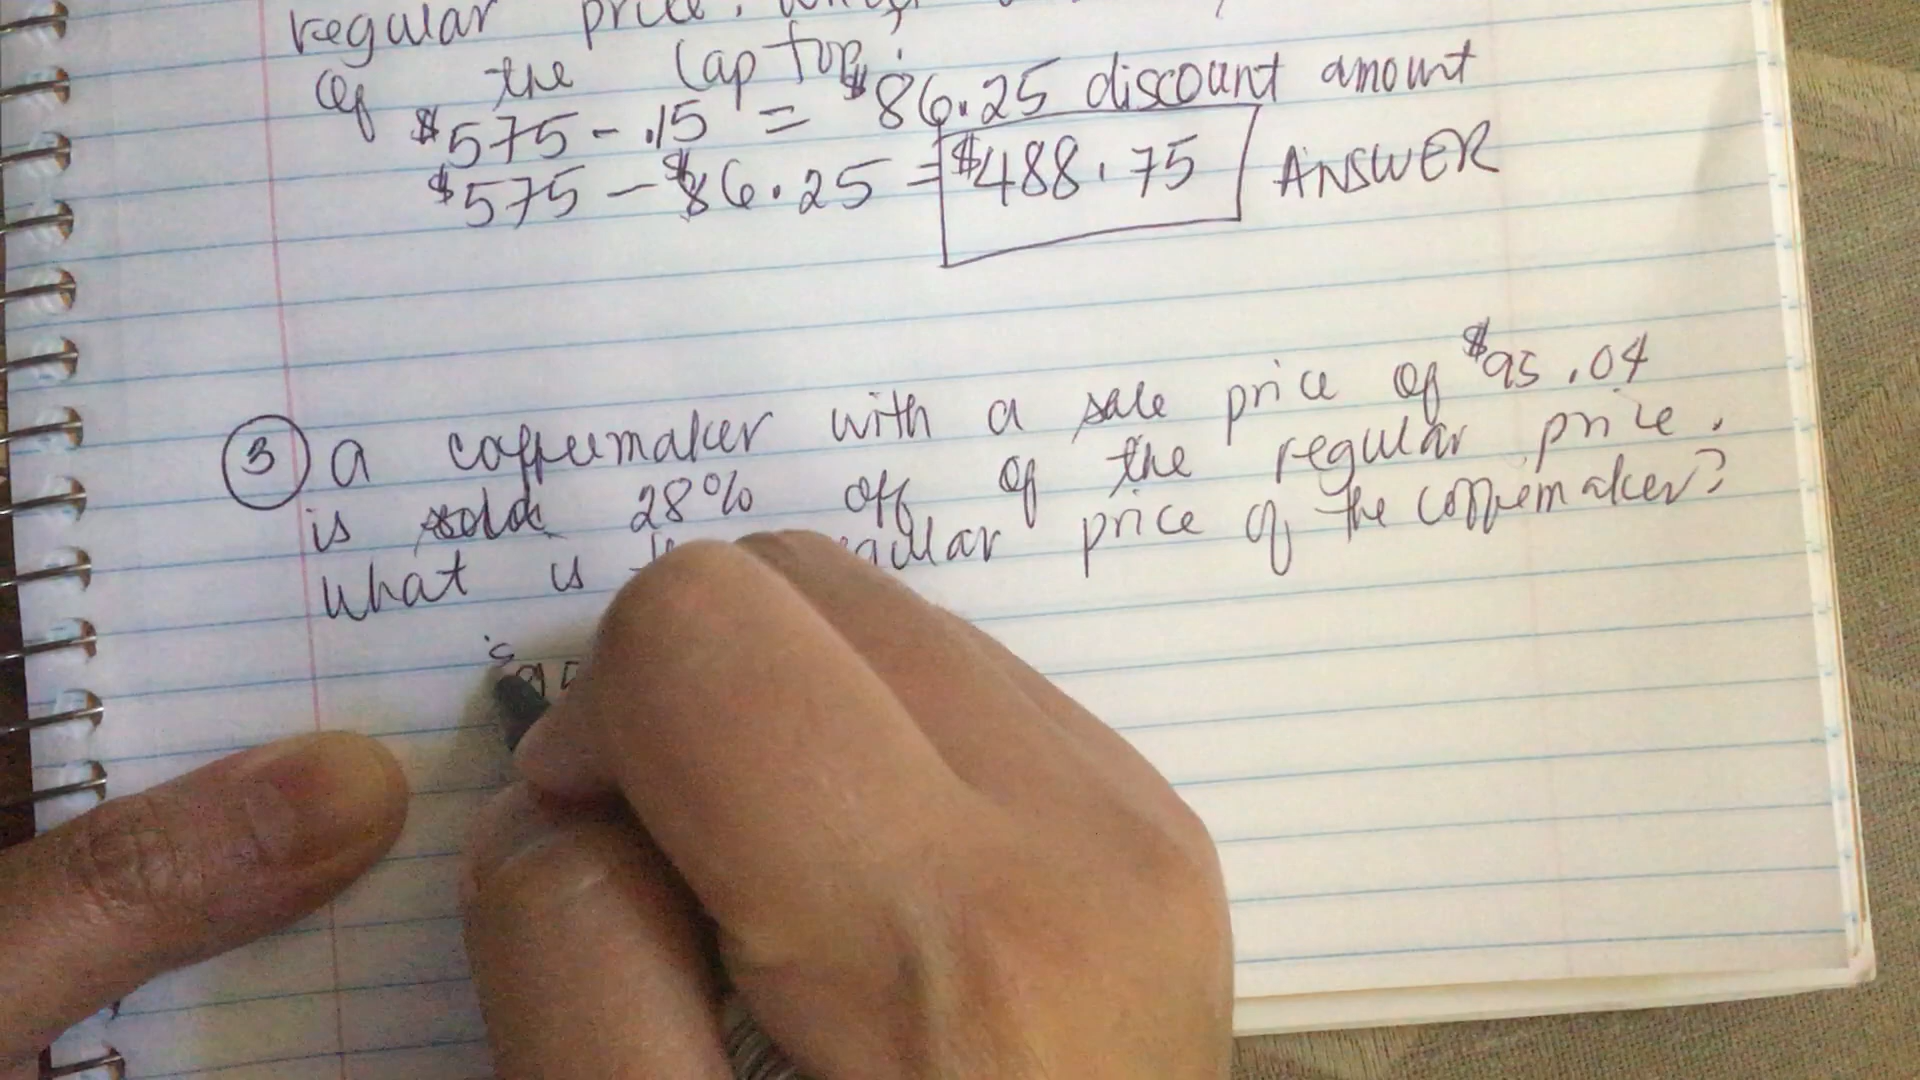 regular price.
of the laptop.
$575 - .15 = $86.25 discount amount
$575 - $86.25 = $488.75 ANSWER
3 a coffeemaker with a sale price of $95.04
is sold 28% off of the regular price.
What is regular price of the coffeemaker?
$95